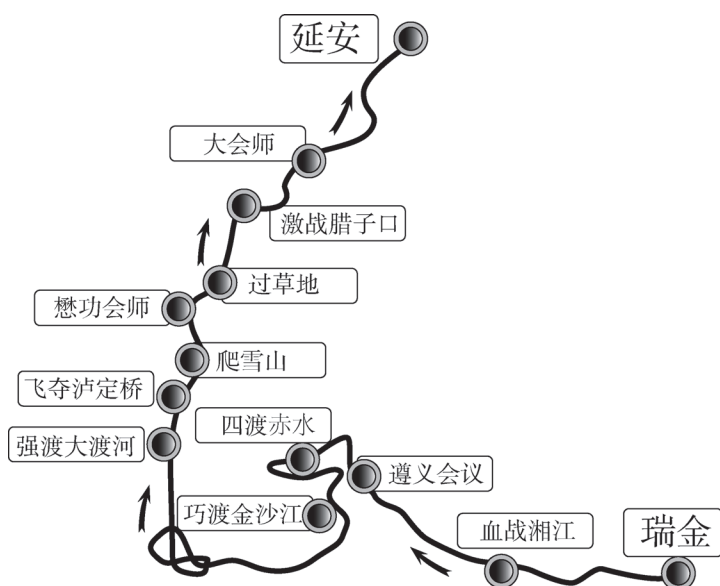 延安
大会师
激战腊子口
过草地
懋功会师
爬雪山
飞夺泸定桥
四渡赤水
强渡大渡河
遵义会议
巧渡金沙江
血战湘江
瑞金